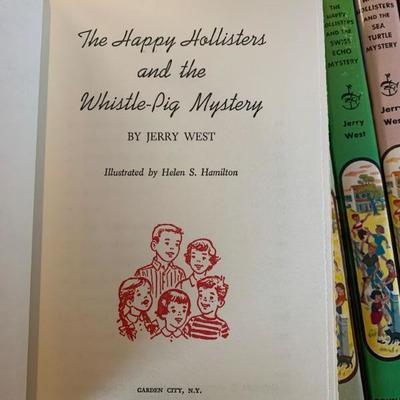 The Happy Hollisters
and the
Whistle-Pig Mystery
BY JERRY WEST
Illustrated by Helen S. Hamilton
GARDEN CITY, N.Y.
THE
HAPPY
HOLLISTERS
AND THE
SWISS
ECHO
MYSTERY
Jerry
West
HOLLISTERS
AND THE
SEA
TURTLE
MYSTERY
Jerry